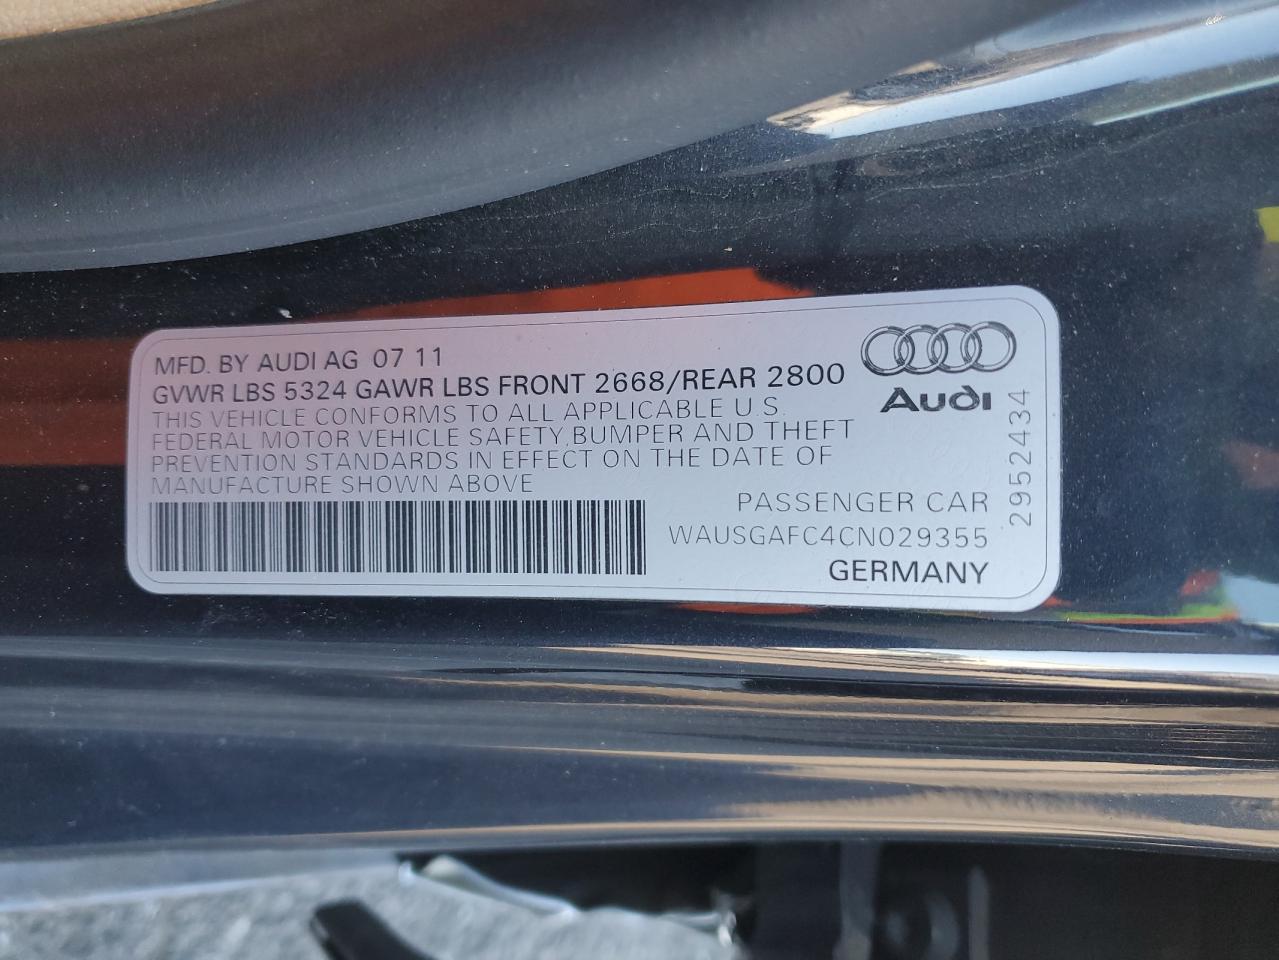 MFD. BY AUDI AG 07 11
GVWR LBS 5324 GAWR LBS FRONT 2668/REAR 2800
THIS VEHICLE CONFORMS TO ALL APPLICABLE U.S.
FEDERAL MOTOR VEHICLE SAFETY, BUMPER AND THEFT
PREVENTION STANDARDS IN EFFECT ON THE DATE OF
MANUFACTURE SHOWN ABOVE
Audi
2952434
PASSENGER CAR
WAUSGAFC4CN029355
GERMANY